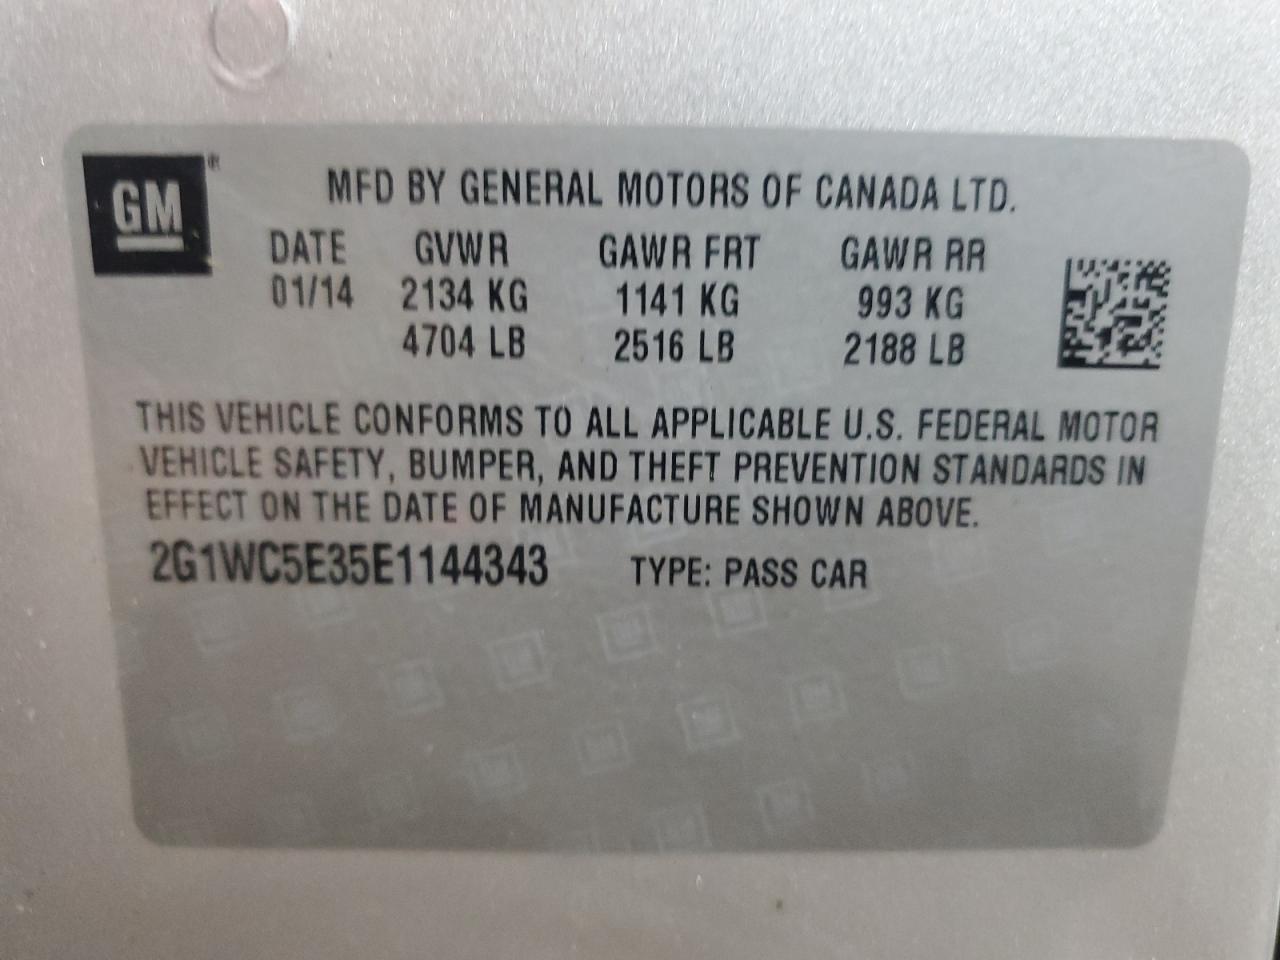 GM®
MFD BY GENERAL MOTORS OF CANADA LTD.
DATE GVWR GAWR FRT GAWR RR
01/14 2134 KG 1141 KG 993 KG
4704 LB 2516 LB 2188 LB
THIS VEHICLE CONFORMS TO ALL APPLICABLE U.S. FEDERAL MOTOR
VEHICLE SAFETY, BUMPER, AND THEFT PREVENTION STANDARDS IN
EFFECT ON THE DATE OF MANUFACTURE SHOWN ABOVE.
2G1WC5E35E1144343 TYPE: PASS CAR